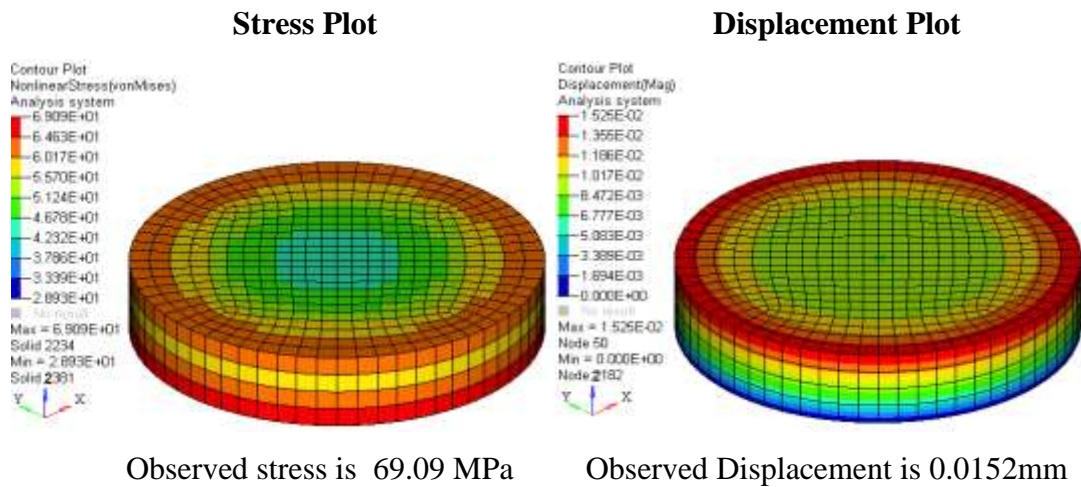 Stress Plot
Displacement Plot
Contour Plot
NonlinearStress(vonMises)
Analysis system
6.909E+01
6.463E+01
6.017E+01
5.570E+01
5.124E+01
4.678E+01
4.232E+01
3.786E+01
3.339E+01
2.893E+01
No result
Max = 6.909E+01
Solid 2234
Min = 2.893E+01
Solid 2381
Z
Y
X
Contour Plot
Displacement(Mag)
Analysis system
1.525E-02
1.355E-02
1.186E-02
1.017E-02
8.472E-03
6.777E-03
5.083E-03
3.389E-03
1.694E-03
0.000E+00
No result
Max = 1.525E-02
Node 50
Min = 0.000E+00
Node 2182
Z
Y
X
Observed stress is 69.09 MPa
Observed Displacement is 0.0152mm